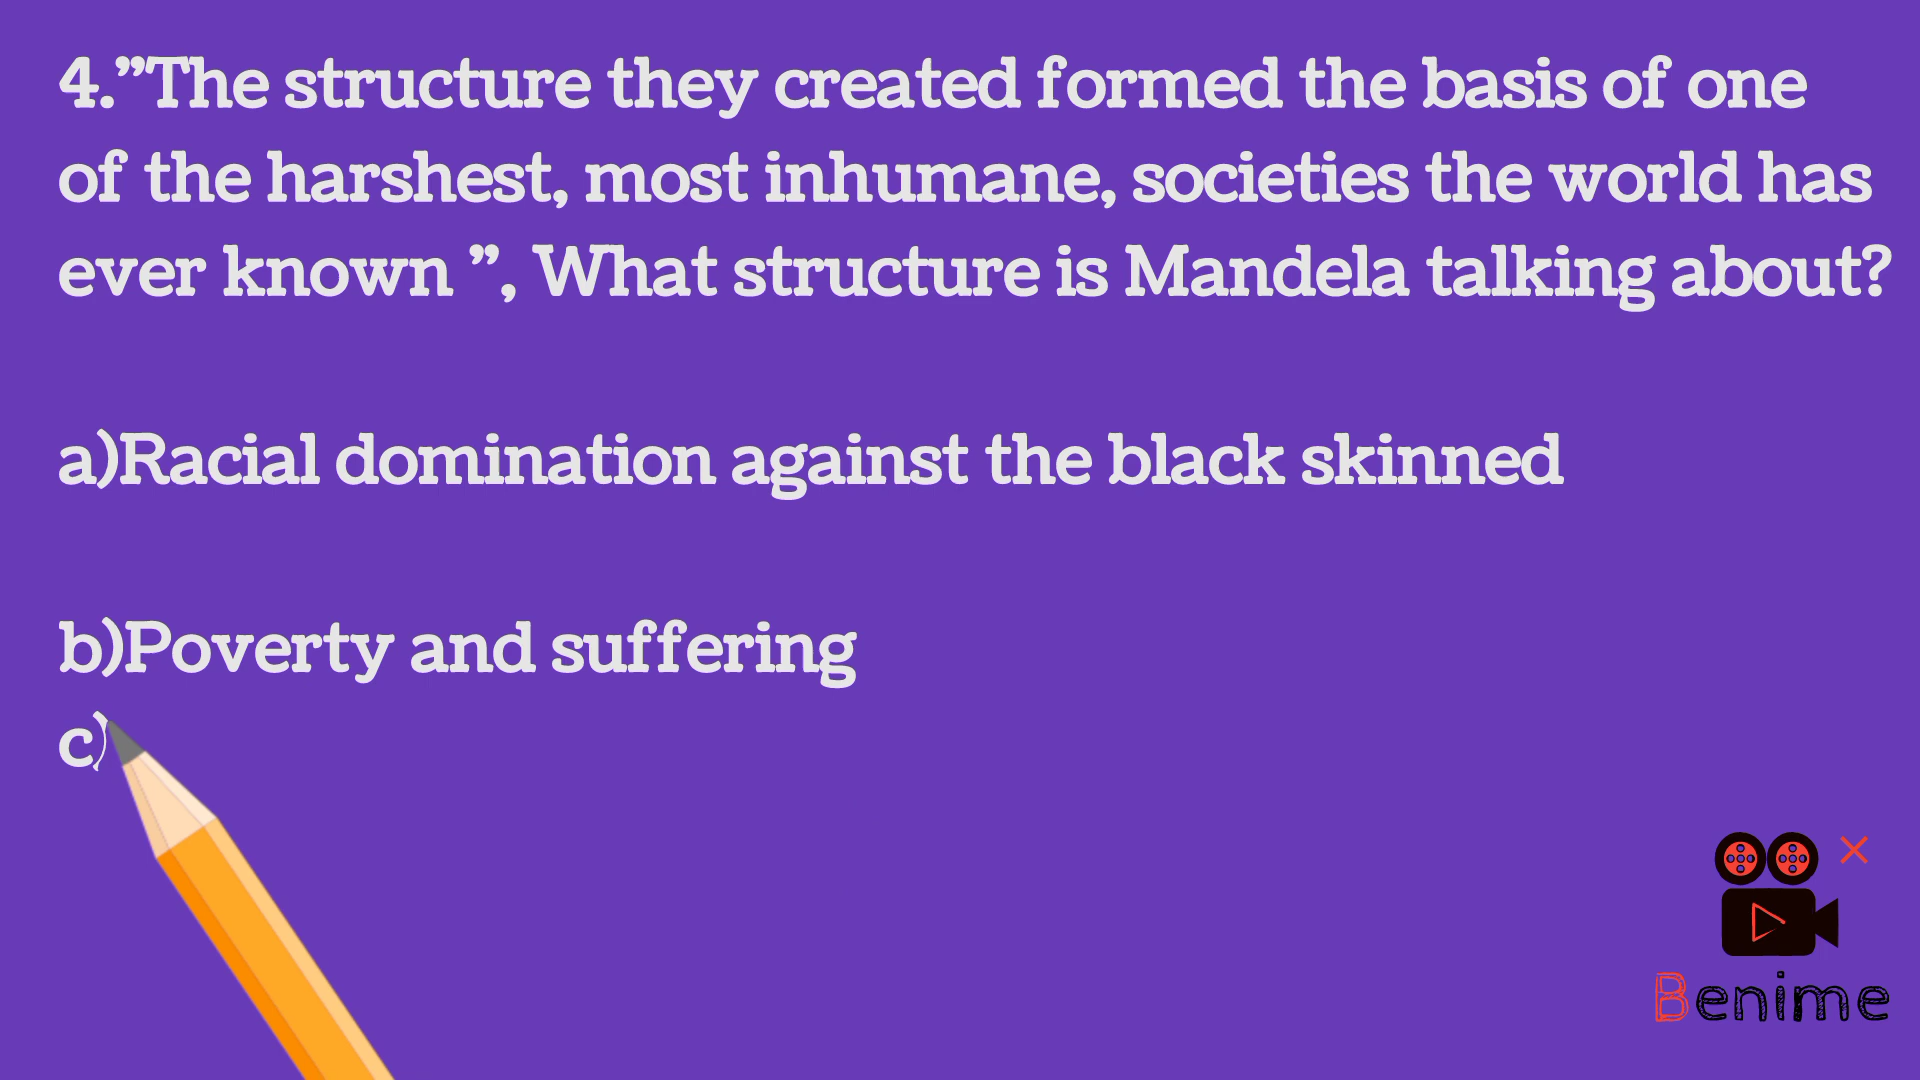 4.”The structure they created formed the basis of one
of the harshest, most inhumane, societies the world has
ever known ”, What structure is Mandela talking about?
a)Racial domination against the black skinned
b)Poverty and suffering
c)
Benime